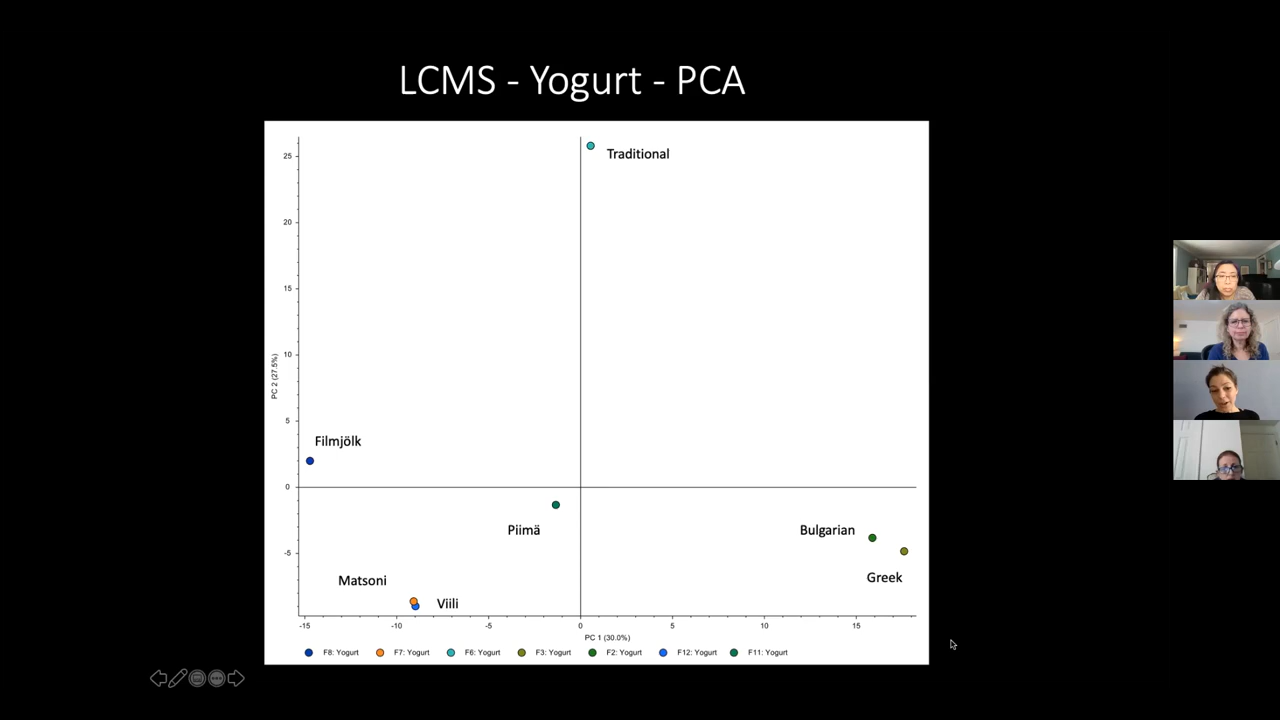 LCMS - Yogurt - PCA
25
Traditional
20
15
10
PC 2 (27.5%)
5
Filmjölk
0
Piimä
Bulgarian
-5
Matsoni
Greek
Viili
-15 -10 -5 0 5 10 15
PC 1 (30.0%)
F8: Yogurt F7: Yogurt F6: Yogurt F3: Yogurt F2: Yogurt F12: Yogurt F11: Yogurt